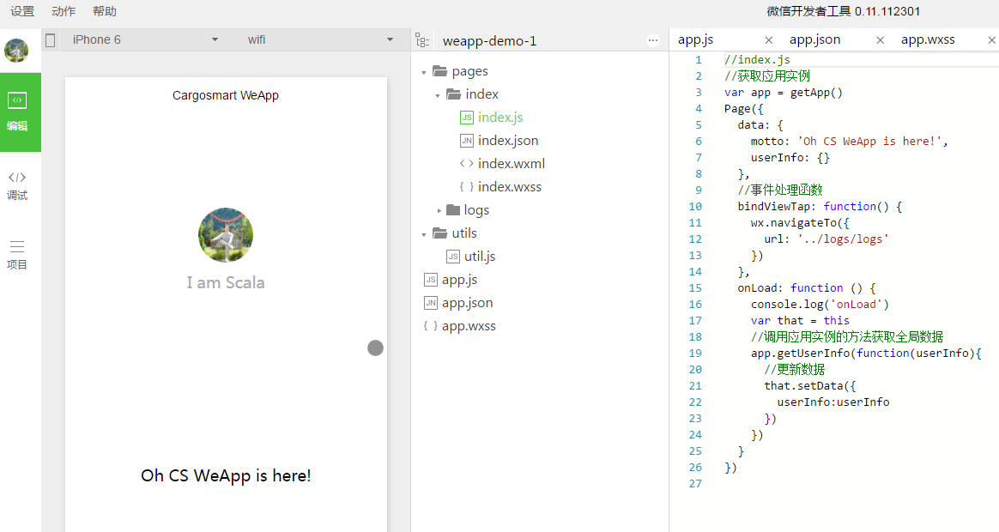 设置 动作 帮助
微信开发者工具 0.11.112301
iPhone 6
wifi
编辑
调试
项目
Cargosmart WeApp
I am Scala
Oh CS WeApp is here!
weapp-demo-1
pages
index
JS index.js
JN index.json
<> index.wxml
{ } index.wxss
logs
utils
JS util.js
JS app.js
JN app.json
{ } app.wxss
app.js × app.json × app.wxss ×
1 //index.js
2 //获取应用实例
3 var app = getApp()
4 Page({
5   data: {
6     motto: 'Oh CS WeApp is here!',
7     userInfo: {}
8   },
9   //事件处理函数
10   bindViewTap: function() {
11     wx.navigateTo({
12       url: '../logs/logs'
13     })
14   },
15   onLoad: function () {
16     console.log('onLoad')
17     var that = this
18     //调用应用实例的方法获取全局数据
19     app.getUserInfo(function(userInfo){
20       //更新数据
21       that.setData({
22         userInfo:userInfo
23       })
24     })
25   }
26 })
27